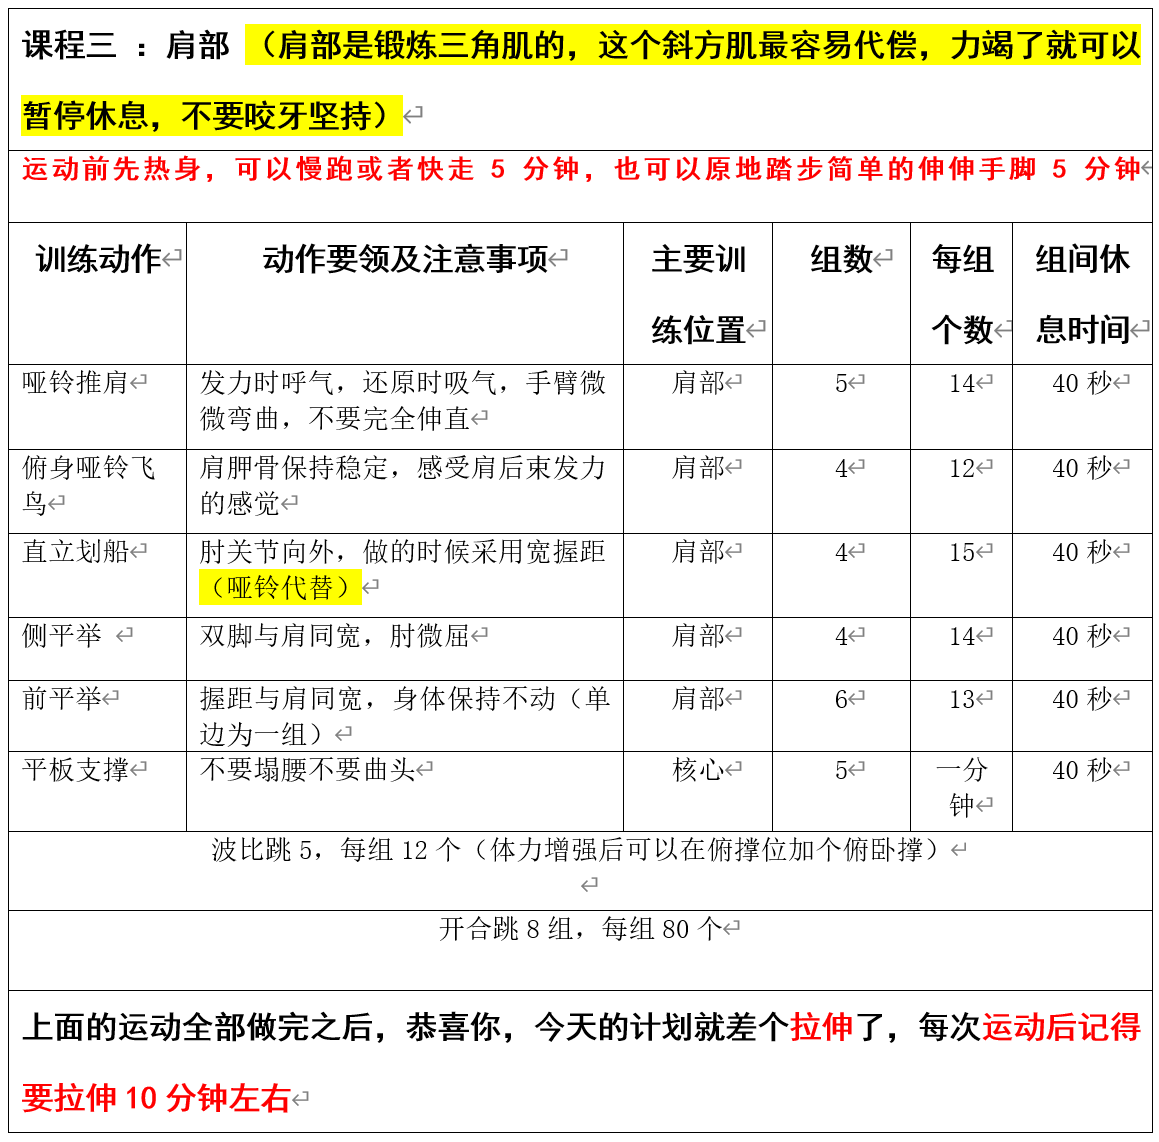 课程三 ：肩部 （肩部是锻炼三角肌的，这个斜方肌最容易代偿，力竭了就可以
暂停休息，不要咬牙坚持）
运动前先热身，可以慢跑或者快走 5 分钟，也可以原地踏步简单的伸伸手脚 5 分钟
训练动作 动作要领及注意事项 主要训 组数 每组 组间休
练位置 个数 息时间
哑铃推肩 发力时呼气，还原时吸气，手臂微 肩部 5 14 40 秒
微弯曲，不要完全伸直
俯身哑铃飞 肩胛骨保持稳定，感受肩后束发力 肩部 4 12 40 秒
鸟 的感觉
直立划船 肘关节向外，做的时候采用宽握距 肩部 4 15 40 秒
（哑铃代替）
侧平举 双脚与肩同宽，肘微屈 肩部 4 14 40 秒
前平举 握距与肩同宽，身体保持不动（单 肩部 6 13 40 秒
边为一组）
平板支撑 不要塌腰不要曲头 核心 5 一分 40 秒
钟
波比跳 5，每组 12 个（体力增强后可以在俯撑位加个俯卧撑）
开合跳 8 组，每组 80 个
上面的运动全部做完之后，恭喜你，今天的计划就差个拉伸了，每次运动后记得
要拉伸 10 分钟左右